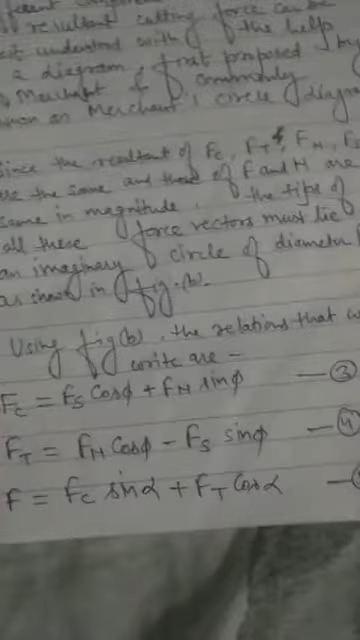 resultant cutting force can be
understood with the help
a diagram, first proposed by
Merchant & commonly
Merchant's circle diagra
Since the resultant of Fc, FT & FN, Fs
are the same and those of F and N are
same in magnitude. the tips of
all these force vectors must lie
an imaginary circle of diameter
as shown in fig.(b).
Using fig(b), the relations that w
write are –
Fc = Fs Cosφ + FN sinφ — ③
FT = FN Cosφ – Fs sinφ — ④
F = Fc sinα + FT Cosα —